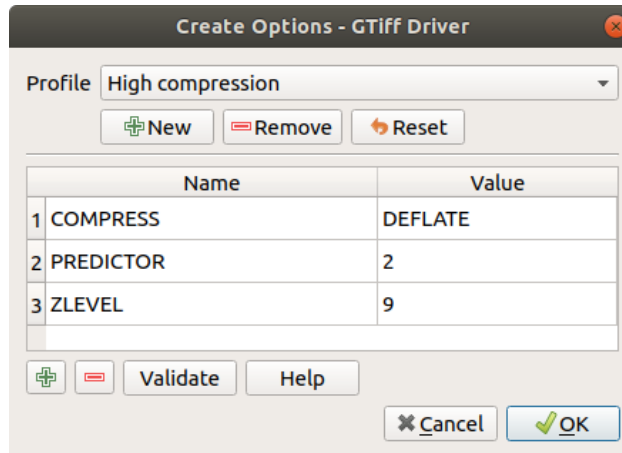 Create Options - GTiff Driver
Profile High compression
New Remove Reset
Name Value
1 COMPRESS DEFLATE
2 PREDICTOR 2
3 ZLEVEL 9
Validate Help
Cancel OK